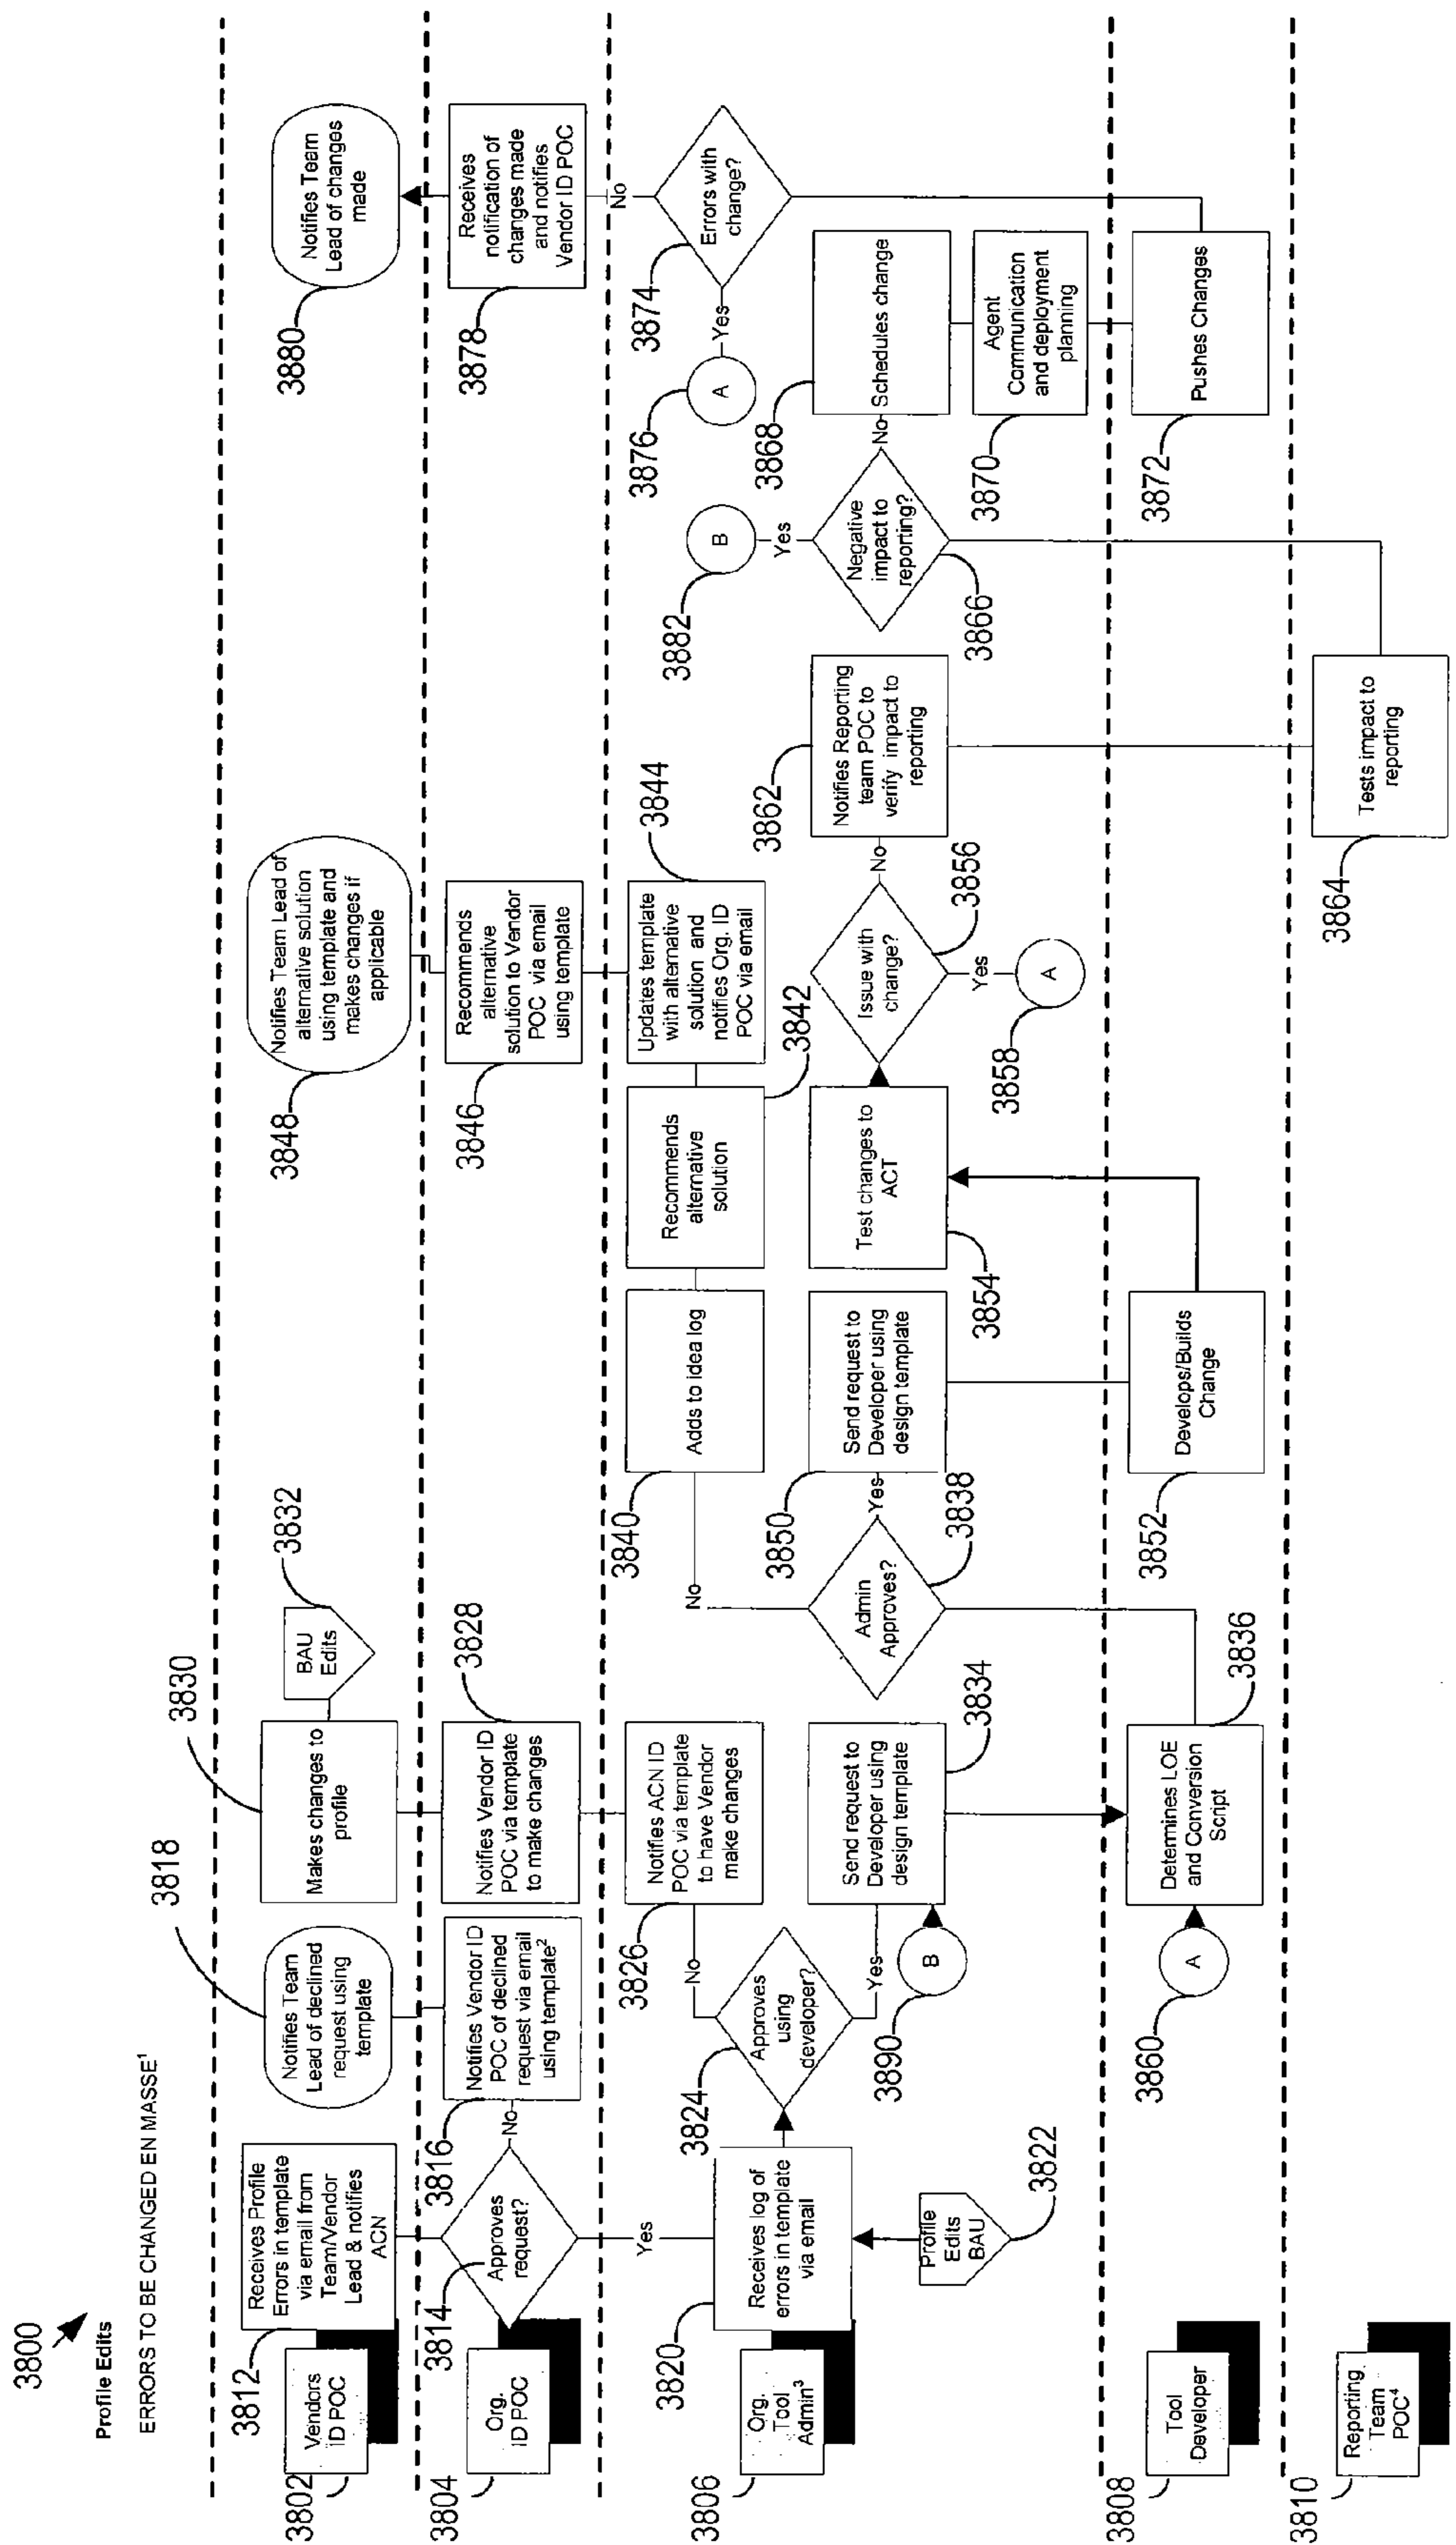 3800
Profile Edits
ERRORS TO BE CHANGED EN MASSE¹
3802
Vendors
ID POC
3812
Receives Profile
Errors in template
via email from
Team/Vendor
Lead & notifies
ACN
3818
Notifies Team
Lead of declined
request using
template
3830
Makes changes to
profile
BAU
Edits
3832
3848
Notifies Team Lead of
alternative solution
using template and
makes changes if
applicable
3880
Notifies Team
Lead of changes
made
3804
Org.
ID POC
3814
Approves
request?
No
Yes
3816
Notifies Vendor ID
POC of declined
request via email
using template²
3828
Notifies Vendor ID
POC via template
to make changes
3846
Recommends
alternative
solution to Vendor
POC via email
using template
3878
Receives
notification of
changes made
and notifies
Vendor ID POC
3806
Org.
Tool
Admin³
3820
Receives log of
errors in template
via email
Profile
Edits
BAU
3822
3824
Approves
using
developer?
No
Yes
3826
Notifies ACN ID
POC via template
to have Vendor
make changes
3890
B
Send request to
Developer using
design template
3834
Admin
Approves?
3838
No
Yes
3840
Adds to idea log
Recommends
alternative
solution
3842
Updates template
with alternative
solution and
notifies Org. ID
POC via email
3844
3850
Send request to
Developer using
design template
3854
Test changes to
ACT
Issue with
change?
3856
No
Yes
3858
A
3862
Notifies Reporting
team POC to
verify impact to
reporting
3882
B
Yes
Negative
impact to
reporting?
3866
No
3868
Schedules change
3870
Agent
Communication
and deployment
planning
3874
Errors with
change?
No
Yes
3876
A
3808
Tool
Developer
3860
A
Determines LOE
and Conversion
Script
3836
3852
Develops/Builds
Change
3872
Pushes Changes
3810
Reporting
Team
POC⁴
3864
Tests impact to
reporting